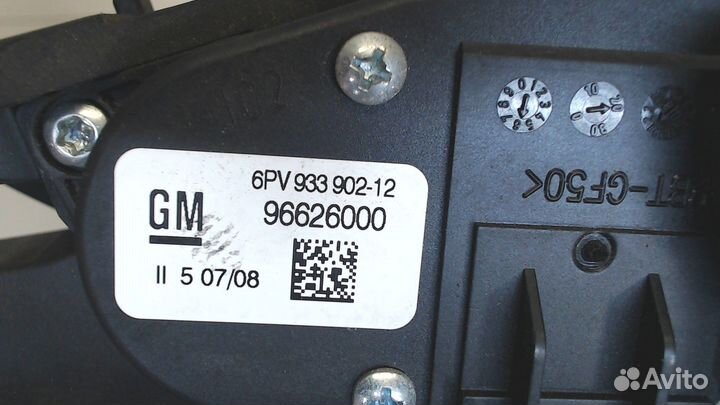 6PV 933 902-12
GM
96626000
II 5 07/08
T-GF50<
Avito